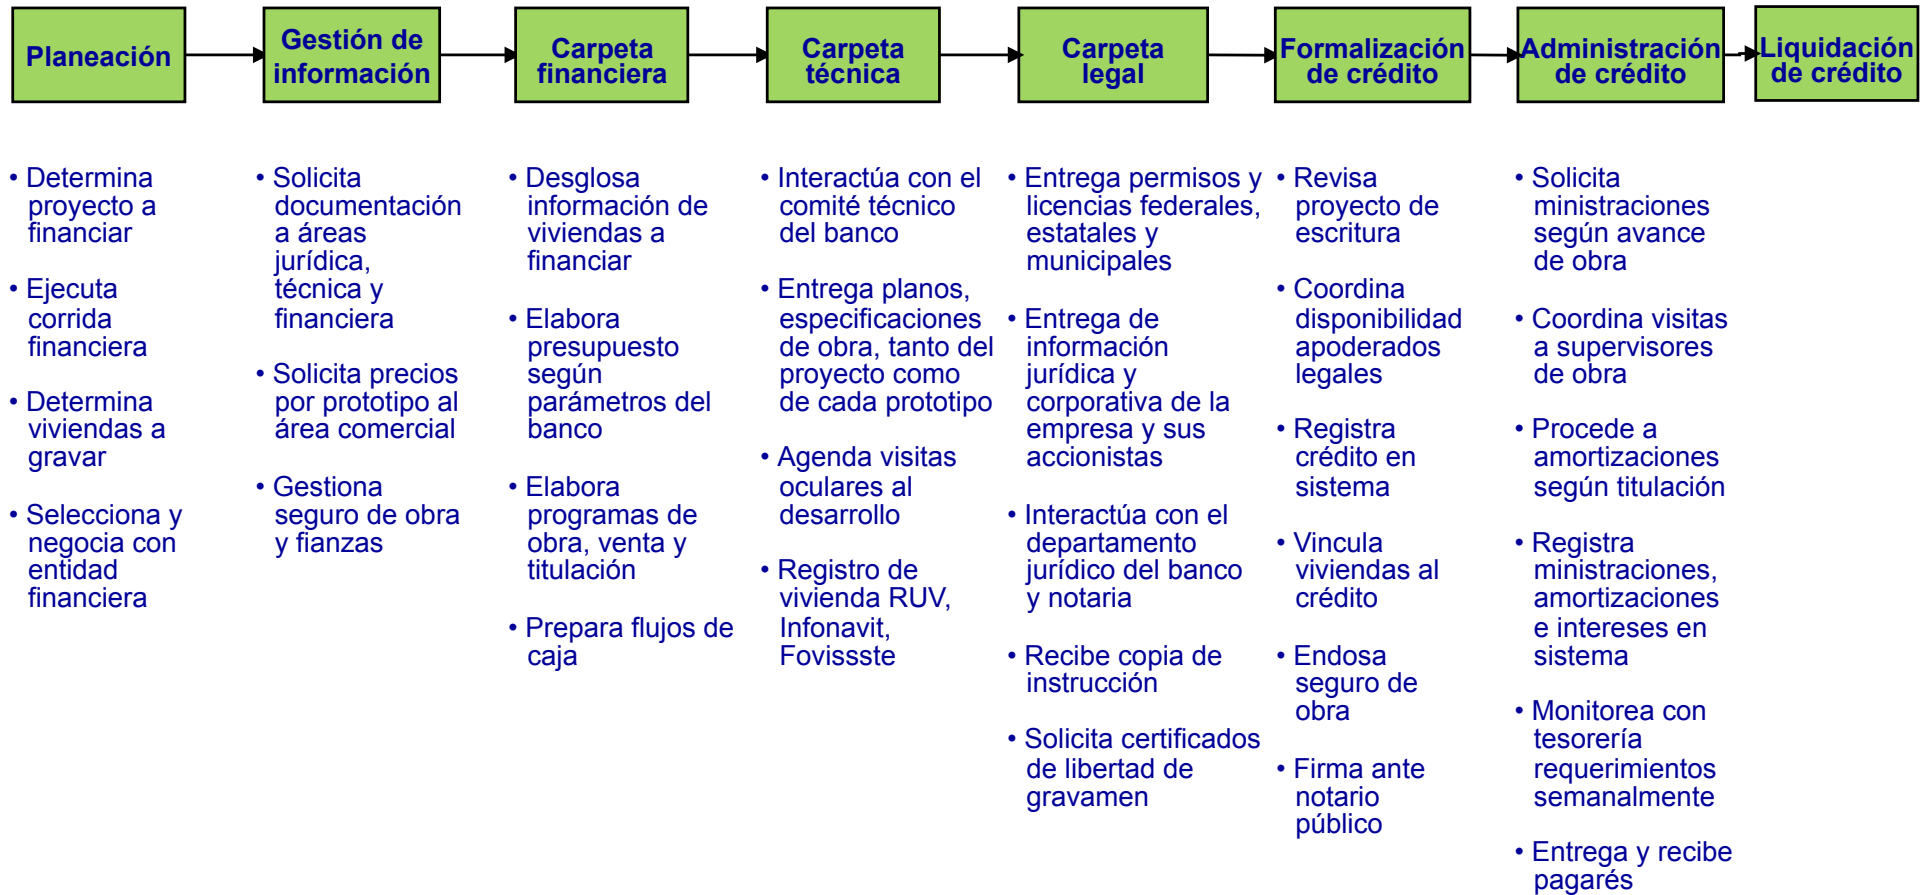 Planeación
Gestión de
información
Carpeta
financiera
Carpeta
técnica
Carpeta
legal
Formalización
de crédito
Administración
de crédito
Liquidación
de crédito
• Determina
proyecto a
financiar
• Ejecuta
corrida
financiera
• Determina
viviendas a
gravar
• Selecciona y
negocia con
entidad
financiera
• Solicita
documentación
a áreas
jurídica,
técnica y
financiera
• Solicita precios
por prototipo al
área comercial
• Gestiona
seguro de obra
y fianzas
• Desglosa
información de
viviendas a
financiar
• Elabora
presupuesto
según
parámetros del
banco
• Elabora
programas de
obra, venta y
titulación
• Prepara flujos de
caja
• Interactúa con el
comité técnico
del banco
• Entrega planos,
especificaciones
de obra, tanto del
proyecto como
de cada prototipo
• Agenda visitas
oculares al
desarrollo
• Registro de
vivienda RUV,
Infonavit,
Fovissste
• Entrega permisos y
licencias federales,
estatales y
municipales
• Entrega de
información
jurídica y
corporativa de la
empresa y sus
accionistas
• Interactúa con el
departamento
jurídico del banco
y notaria
• Recibe copia de
instrucción
• Solicita certificados
de libertad de
gravamen
• Revisa
proyecto de
escritura
• Coordina
disponibilidad
apoderados
legales
• Registra
crédito en
sistema
• Vincula
viviendas al
crédito
• Endosa
seguro de
obra
• Firma ante
notario
público
• Solicita
ministraciones
según avance
de obra
• Coordina visitas
a supervisores
de obra
• Procede a
amortizaciones
según titulación
• Registra
ministraciones,
amortizaciones
e intereses en
sistema
• Monitorea con
tesorería
requerimientos
semanalmente
• Entrega y recibe
pagarés